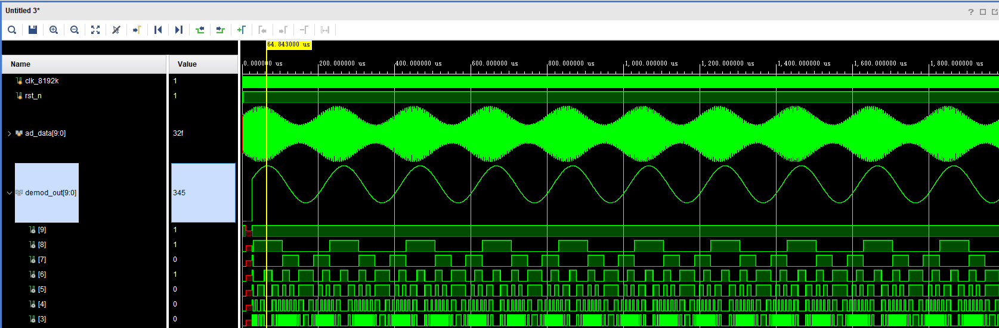 Untitled 3*
?
64.843000 us
Name Value
0.000000 us 200.000000 us 400.000000 us 600.000000 us 800.000000 us 1,000.000000 us 1,200.000000 us 1,400.000000 us 1,600.000000 us 1,800.000000 us
clk_8192k 1
rst_n 1
ad_data[9:0] 32f
demod_out[9:0] 345
[9] 1
[8] 1
[7] 0
[6] 1
[5] 0
[4] 0
[3] 0